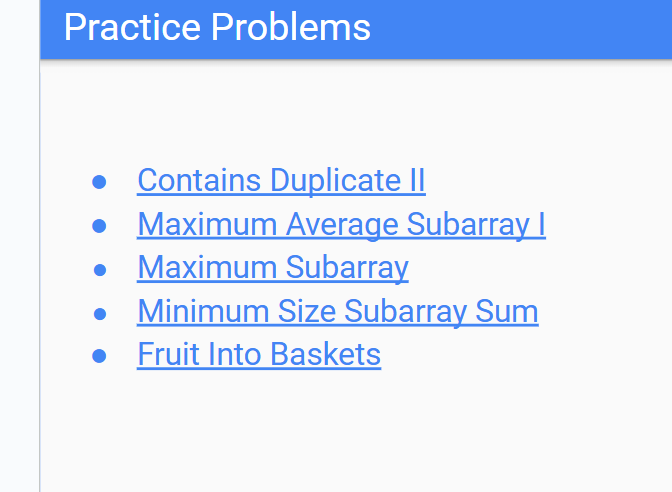 Practice Problems
Contains Duplicate II
Maximum Average Subarray I
Maximum Subarray
Minimum Size Subarray Sum
Fruit Into Baskets